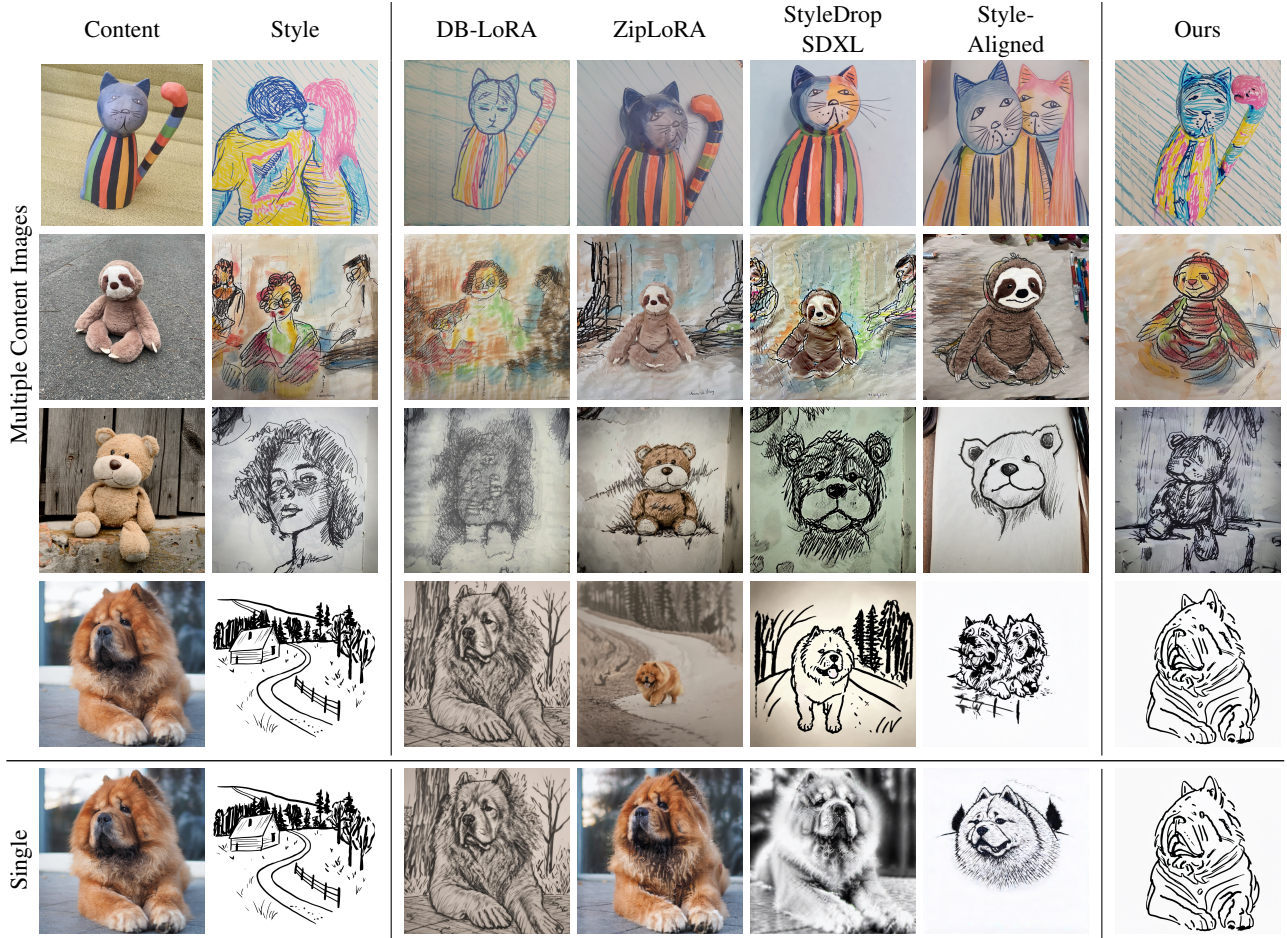 Content
Style
DB-LoRA
ZipLoRA
StyleDrop
SDXL
Style-
Aligned
Ours
Multiple Content Images
Single